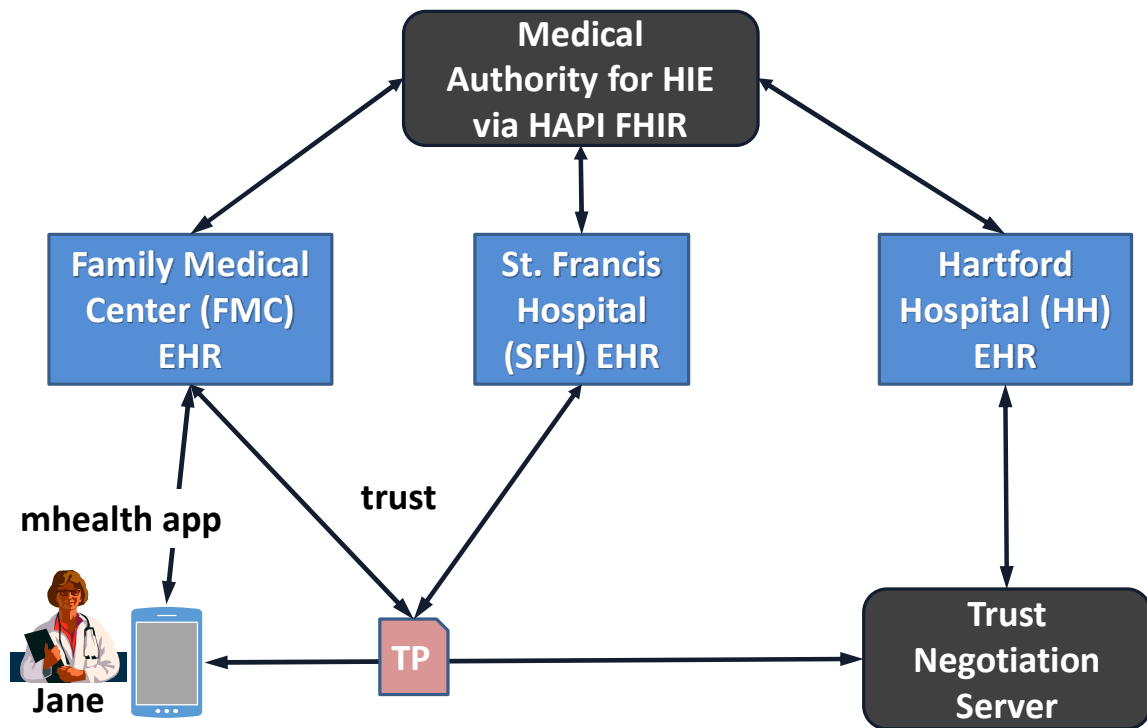 Medical
Authority for HIE
via HAPI FHIR
Family Medical
Center (FMC)
EHR
St. Francis
Hospital
(SFH) EHR
Hartford
Hospital (HH)
EHR
mhealth app
trust
Jane
TP
Trust
Negotiation
Server